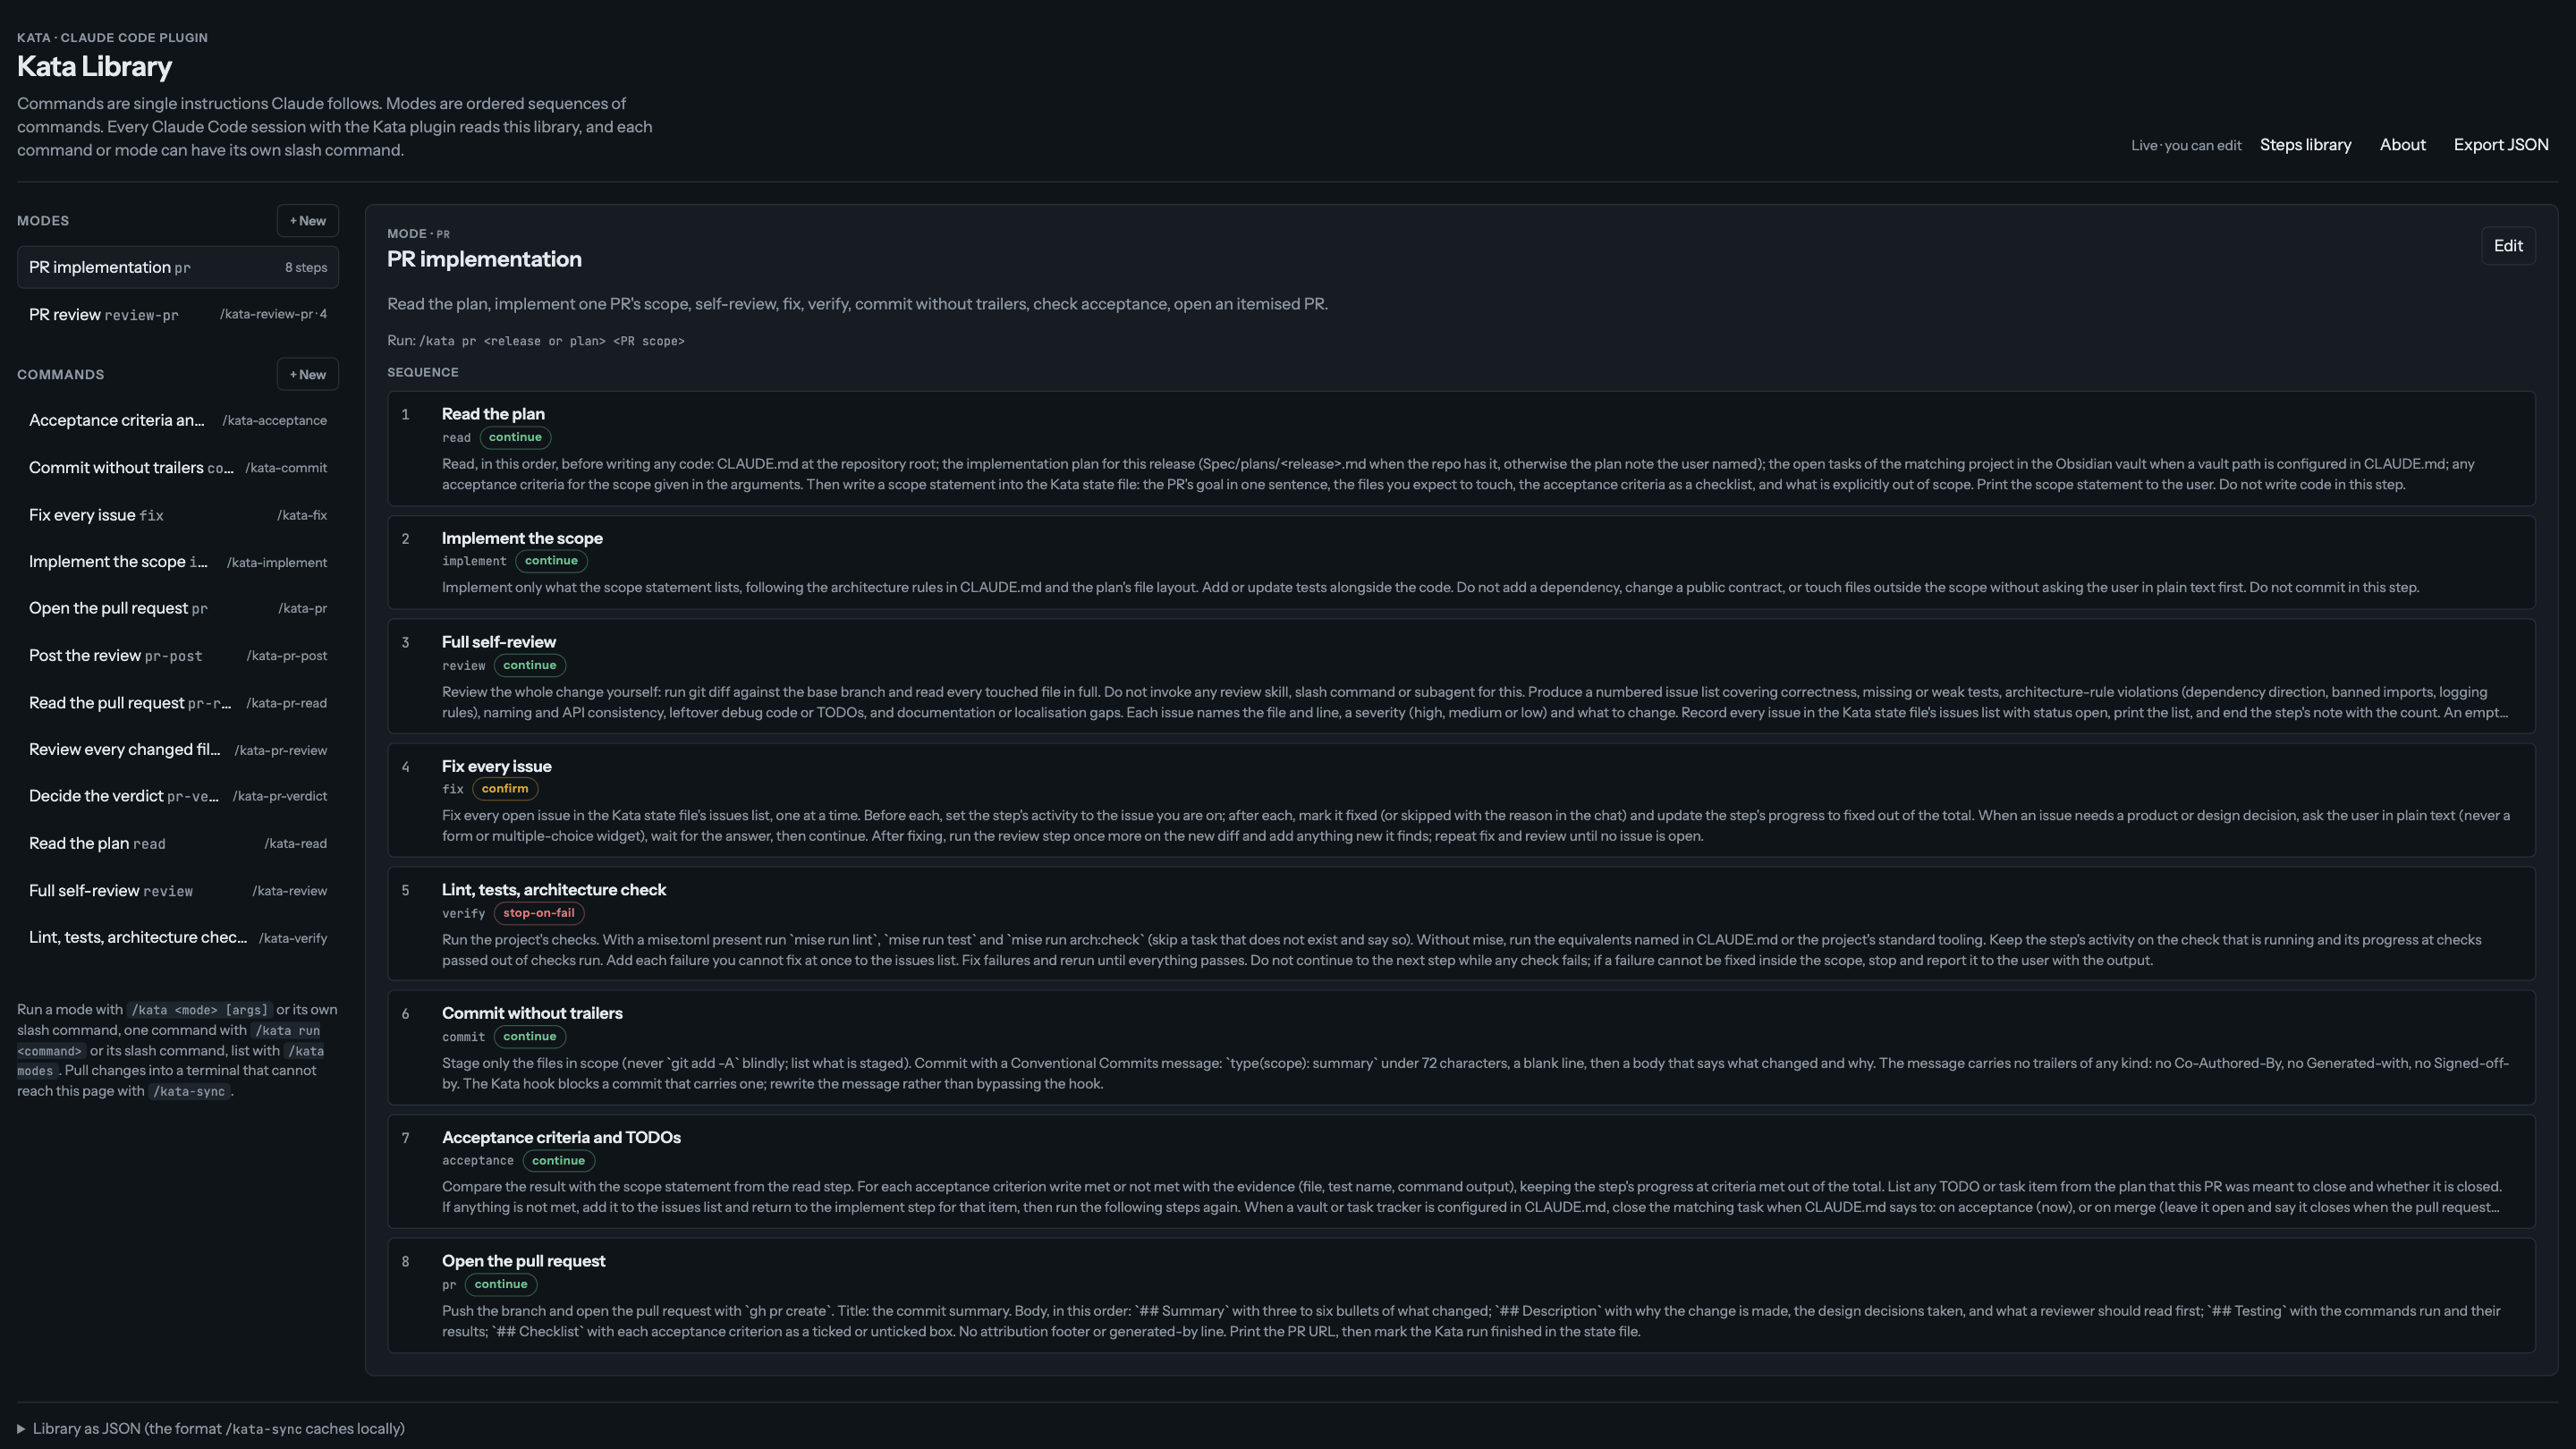 KATA · CLAUDE CODE PLUGIN
Kata Library
Commands are single instructions Claude follows. Modes are ordered sequences of
commands. Every Claude Code session with the Kata plugin reads this library, and each
command or mode can have its own slash command.
Live · you can edit
Steps library
About
Export JSON
MODES
+ New
PR implementation pr
8 steps
PR review review-pr
/kata-review-pr · 4
COMMANDS
+ New
Acceptance criteria an…
/kata-acceptance
Commit without trailers co…
/kata-commit
Fix every issue fix
/kata-fix
Implement the scope i…
/kata-implement
Open the pull request pr
/kata-pr
Post the review pr-post
/kata-pr-post
Read the pull request pr-r…
/kata-pr-read
Review every changed fil…
/kata-pr-review
Decide the verdict pr-ve…
/kata-pr-verdict
Read the plan read
/kata-read
Full self-review review
/kata-review
Lint, tests, architecture chec…
/kata-verify
Run a mode with /kata <mode> [args] or its own
slash command, one command with /kata run
<command> or its slash command, list with /kata
modes. Pull changes into a terminal that cannot
reach this page with /kata-sync.
MODE · PR
PR implementation
Edit
Read the plan, implement one PR's scope, self-review, fix, verify, commit without trailers, check acceptance, open an itemised PR.
Run: /kata pr <release or plan> <PR scope>
SEQUENCE
1
Read the plan
read continue
Read, in this order, before writing any code: CLAUDE.md at the repository root; the implementation plan for this release (Spec/plans/<release>.md when the repo has it, otherwise the plan note the user named); the open tasks of the matching project in the Obsidian vault when a vault path is configured in CLAUDE.md; any
acceptance criteria for the scope given in the arguments. Then write a scope statement into the Kata state file: the PR's goal in one sentence, the files you expect to touch, the acceptance criteria as a checklist, and what is explicitly out of scope. Print the scope statement to the user. Do not write code in this step.
2
Implement the scope
implement continue
Implement only what the scope statement lists, following the architecture rules in CLAUDE.md and the plan's file layout. Add or update tests alongside the code. Do not add a dependency, change a public contract, or touch files outside the scope without asking the user in plain text first. Do not commit in this step.
3
Full self-review
review continue
Review the whole change yourself: run git diff against the base branch and read every touched file in full. Do not invoke any review skill, slash command or subagent for this. Produce a numbered issue list covering correctness, missing or weak tests, architecture-rule violations (dependency direction, banned imports, logging
rules), naming and API consistency, leftover debug code or TODOs, and documentation or localisation gaps. Each issue names the file and line, a severity (high, medium or low) and what to change. Record every issue in the Kata state file's issues list with status open, print the list, and end the step's note with the count. An empt…
4
Fix every issue
fix confirm
Fix every open issue in the Kata state file's issues list, one at a time. Before each, set the step's activity to the issue you are on; after each, mark it fixed (or skipped with the reason in the chat) and update the step's progress to fixed out of the total. When an issue needs a product or design decision, ask the user in plain text (never a
form or multiple-choice widget), wait for the answer, then continue. After fixing, run the review step once more on the new diff and add anything new it finds; repeat fix and review until no issue is open.
5
Lint, tests, architecture check
verify stop-on-fail
Run the project's checks. With a mise.toml present run `mise run lint`, `mise run test` and `mise run arch:check` (skip a task that does not exist and say so). Without mise, run the equivalents named in CLAUDE.md or the project's standard tooling. Keep the step's activity on the check that is running and its progress at checks
passed out of checks run. Add each failure you cannot fix at once to the issues list. Fix failures and rerun until everything passes. Do not continue to the next step while any check fails; if a failure cannot be fixed inside the scope, stop and report it to the user with the output.
6
Commit without trailers
commit continue
Stage only the files in scope (never `git add -A` blindly; list what is staged). Commit with a Conventional Commits message: `type(scope): summary` under 72 characters, a blank line, then a body that says what changed and why. The message carries no trailers of any kind: no Co-Authored-By, no Generated-with, no Signed-off-
by. The Kata hook blocks a commit that carries one; rewrite the message rather than bypassing the hook.
7
Acceptance criteria and TODOs
acceptance continue
Compare the result with the scope statement from the read step. For each acceptance criterion write met or not met with the evidence (file, test name, command output), keeping the step's progress at criteria met out of the total. List any TODO or task item from the plan that this PR was meant to close and whether it is closed.
If anything is not met, add it to the issues list and return to the implement step for that item, then run the following steps again. When a vault or task tracker is configured in CLAUDE.md, close the matching task when CLAUDE.md says to: on acceptance (now), or on merge (leave it open and say it closes when the pull request…
8
Open the pull request
pr continue
Push the branch and open the pull request with `gh pr create`. Title: the commit summary. Body, in this order: `## Summary` with three to six bullets of what changed; `## Description` with why the change is made, the design decisions taken, and what a reviewer should read first; `## Testing` with the commands run and their
results; `## Checklist` with each acceptance criterion as a ticked or unticked box. No attribution footer or generated-by line. Print the PR URL, then mark the Kata run finished in the state file.
Library as JSON (the format /kata-sync caches locally)